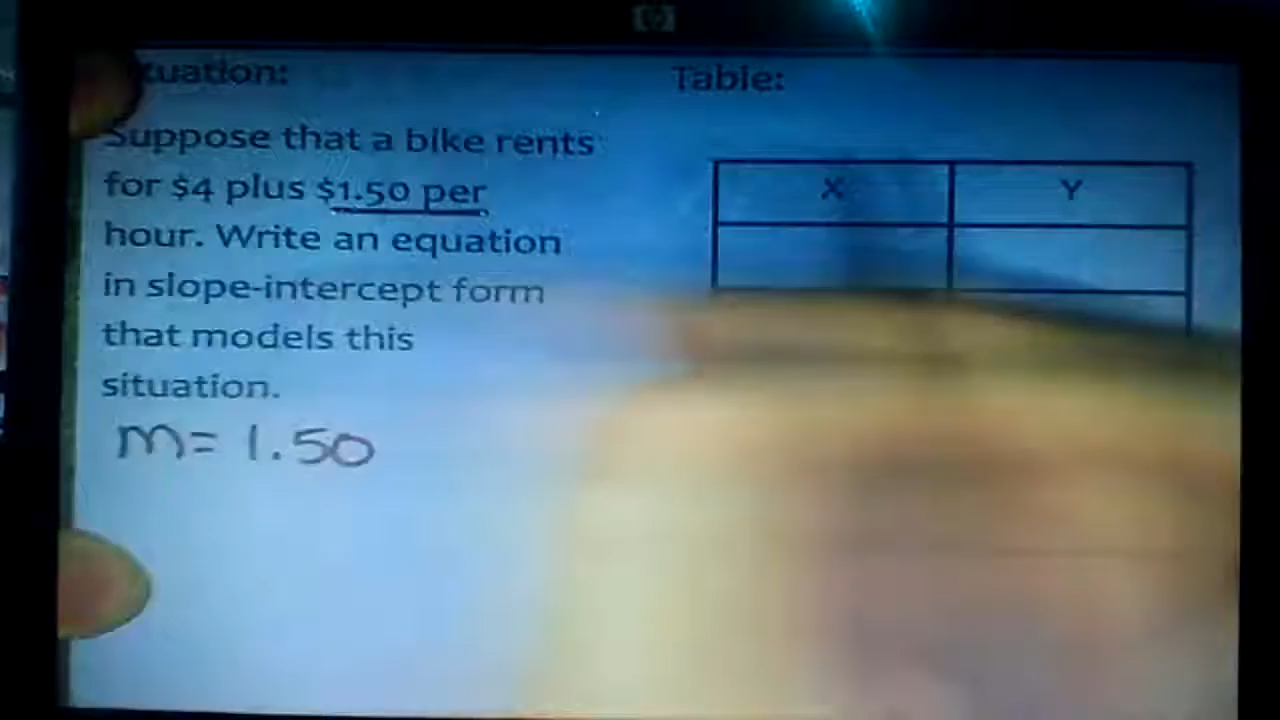 tuation:
Suppose that a bike rents
for $4 plus $1.50 per
hour. Write an equation
in slope-intercept form
that models this
situation.
m= 1.50
Table:
X Y